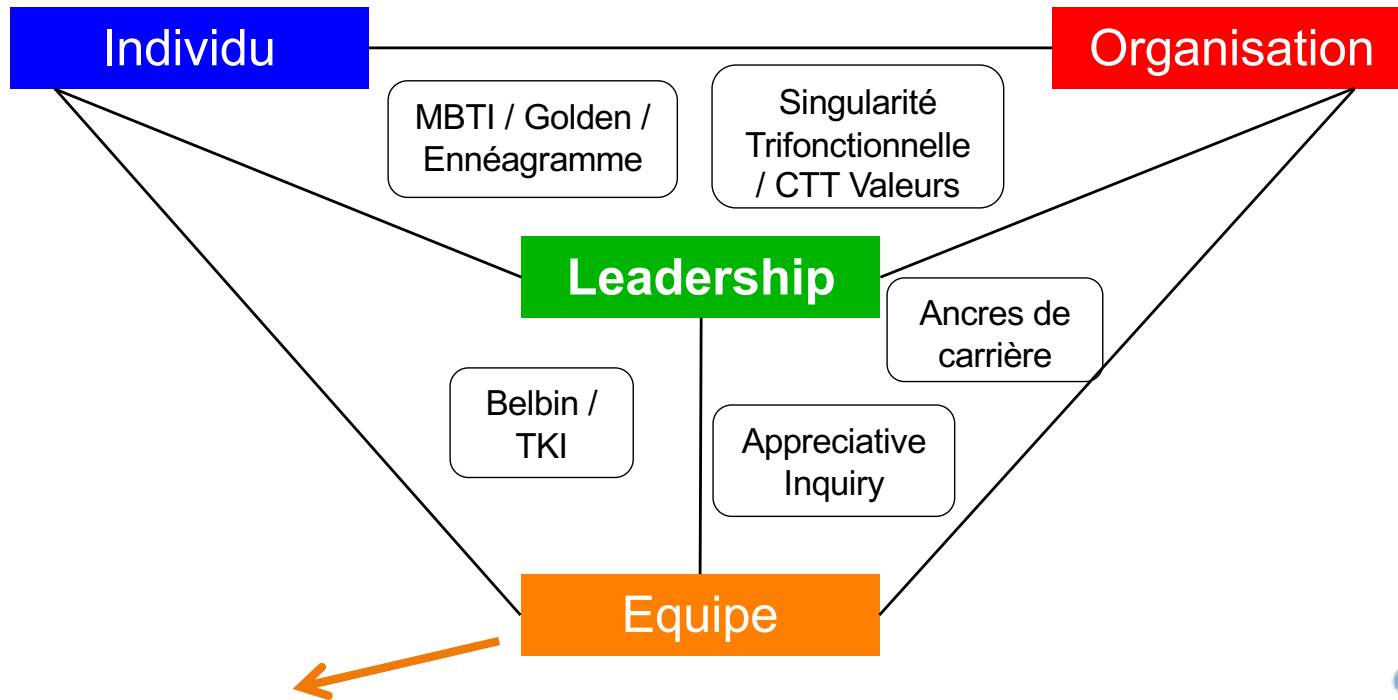 Individu
Organisation
MBTI / Golden /
Ennéagramme
Singularité
Trifonctionnelle
/ CTT Valeurs
Leadership
Ancres de
carrière
Belbin /
TKI
Appreciative
Inquiry
Equipe